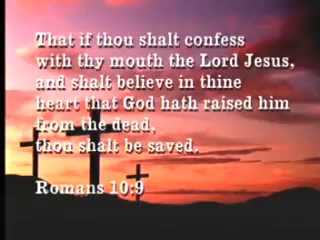 That if thou shalt confess
with thy mouth the Lord Jesus,
and shalt believe in thine
heart that God hath raised him
from the dead,
thou shalt be saved.
Romans 10:9